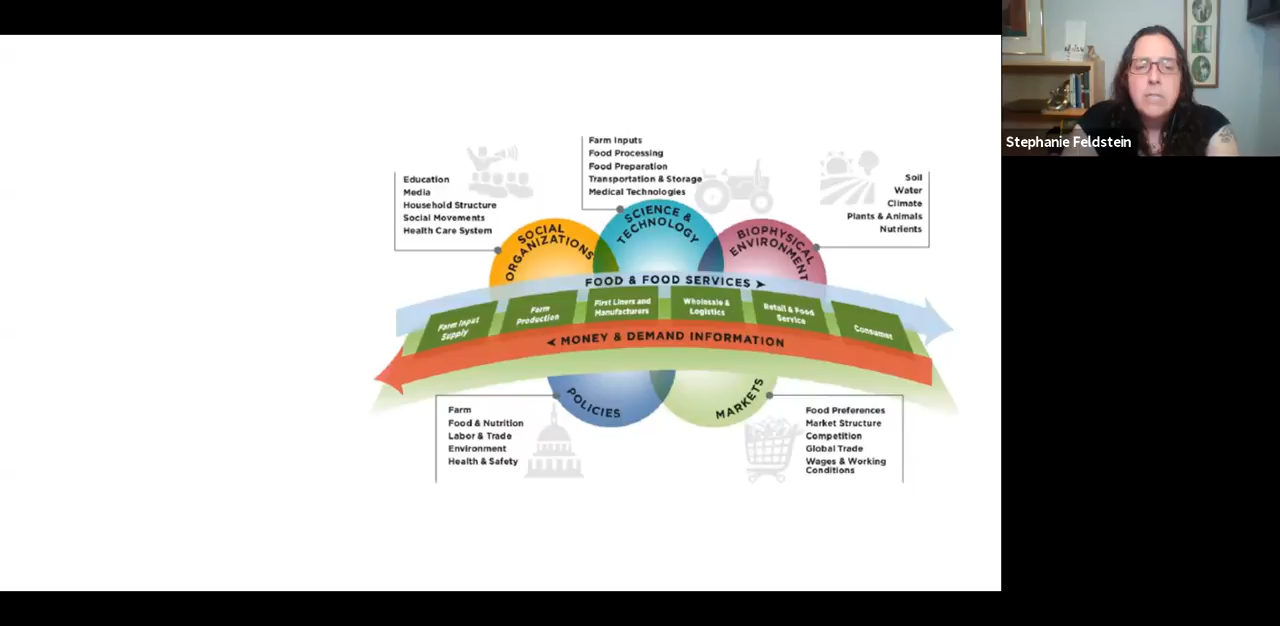 Farm Inputs
Food Processing
Food Preparation
Transportation & Storage
Medical Technologies
Education
Media
Household Structure
Social Movements
Health Care System
Soil
Water
Climate
Plants & Animals
Nutrients
SOCIAL
ORGANIZATIONS
SCIENCE &
TECHNOLOGY
BIOPHYSICAL
ENVIRONMENT
FOOD & FOOD SERVICES ➤
Farm Input
Supply
Farm
Production
First Liners and
Manufacturers
Wholesale &
Logistics
Retail & Food
Service
Consumer
➤ MONEY & DEMAND INFORMATION
POLICIES
MARKETS
Farm
Food & Nutrition
Labor & Trade
Environment
Health & Safety
Food Preferences
Market Structure
Competition
Global Trade
Wages & Working
Conditions
Stephanie Feldstein